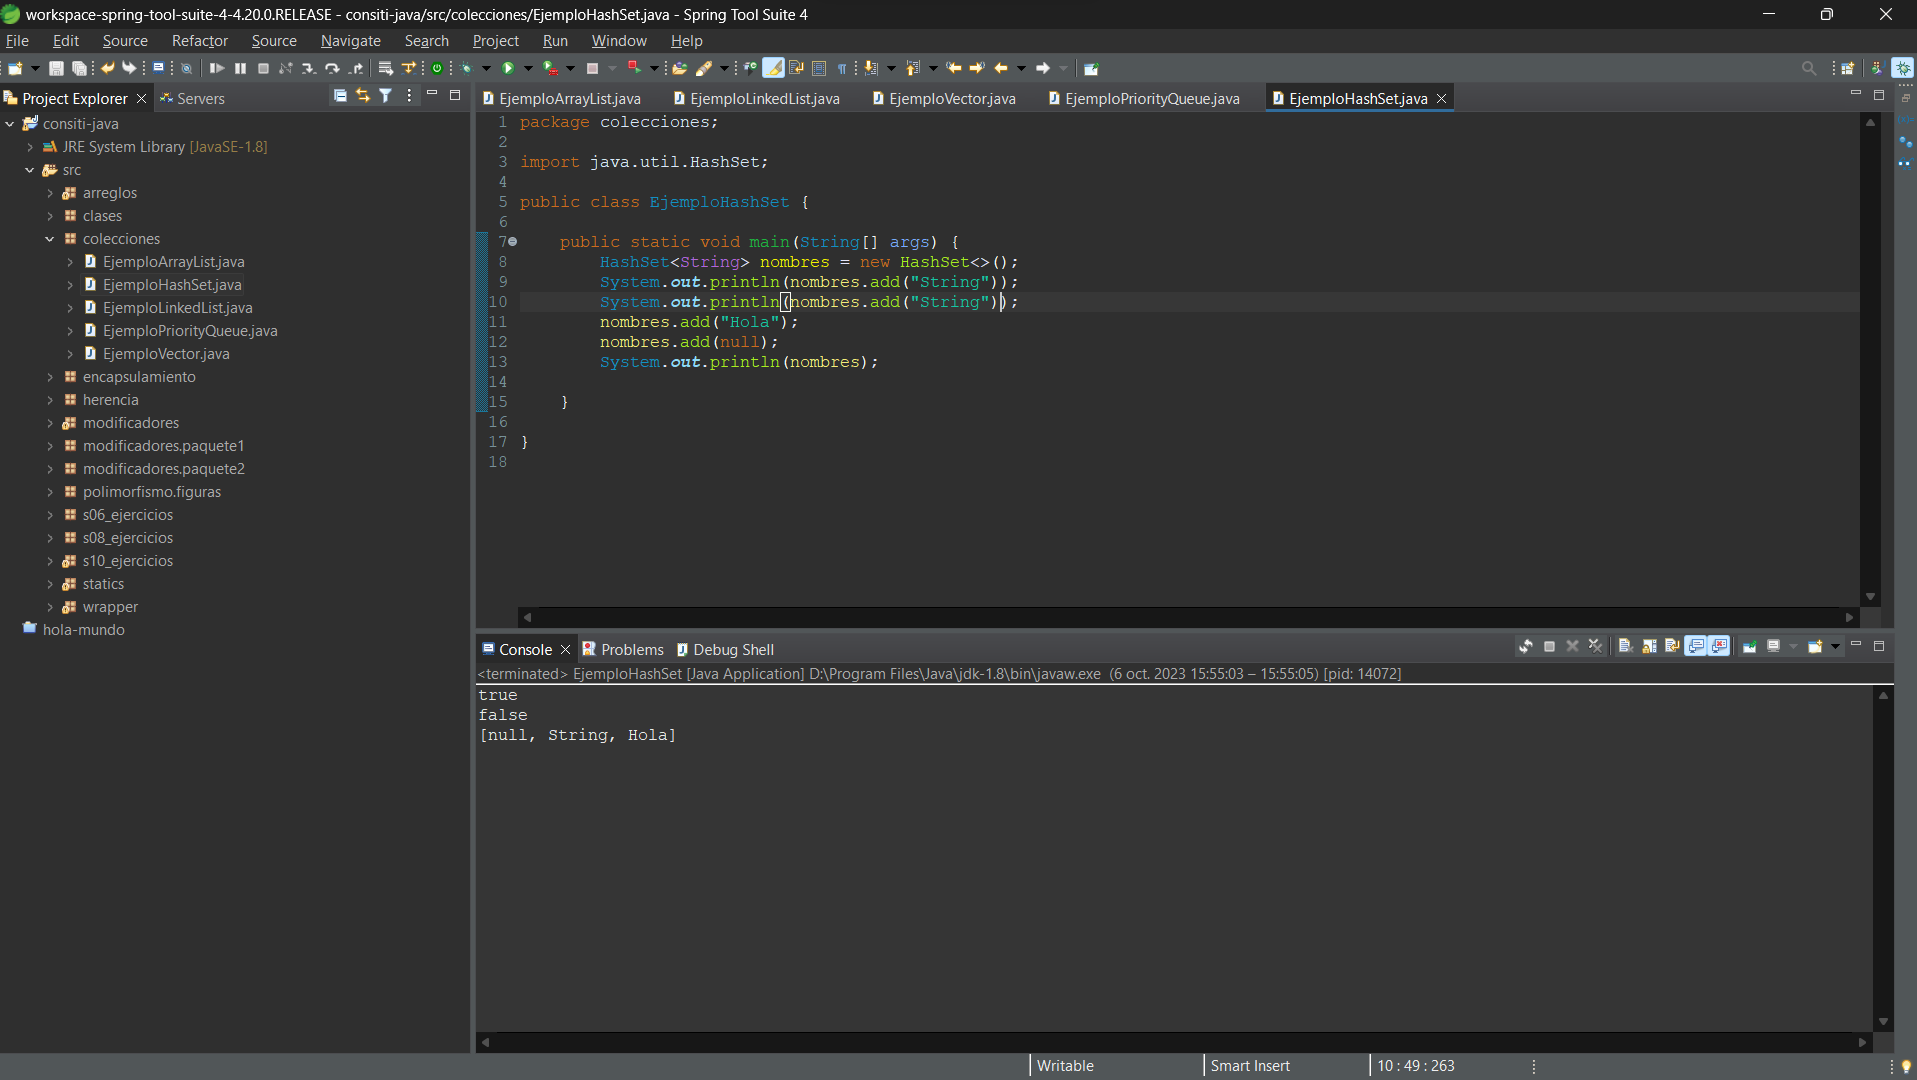 workspace-spring-tool-suite-4-4.20.0.RELEASE - consiti-java/src/colecciones/EjemploHashSet.java - Spring Tool Suite 4
File Edit Source Refactor Source Navigate Search Project Run Window Help
Project Explorer Servers
consiti-java
JRE System Library [JavaSE-1.8]
src
arreglos
clases
colecciones
EjemploArrayList.java
EjemploHashSet.java
EjemploLinkedList.java
EjemploPriorityQueue.java
EjemploVector.java
encapsulamiento
herencia
modificadores
modificadores.paquete1
modificadores.paquete2
polimorfismo.figuras
s06_ejercicios
s08_ejercicios
s10_ejercicios
statics
wrapper
hola-mundo
EjemploArrayList.java EjemploLinkedList.java EjemploVector.java EjemploPriorityQueue.java EjemploHashSet.java
1 package colecciones;
2
3 import java.util.HashSet;
4
5 public class EjemploHashSet {
6
7 public static void main(String[] args) {
8 HashSet<String> nombres = new HashSet<>();
9 System.out.println(nombres.add("String"));
10 System.out.println(nombres.add("String"));
11 nombres.add("Hola");
12 nombres.add(null);
13 System.out.println(nombres);
14
15 }
16
17 }
18
Console Problems Debug Shell
<terminated> EjemploHashSet [Java Application] D:\Program Files\Java\jdk-1.8\bin\javaw.exe (6 oct. 2023 15:55:03 – 15:55:05) [pid: 14072]
true
false
[null, String, Hola]
Writable Smart Insert 10 : 49 : 263